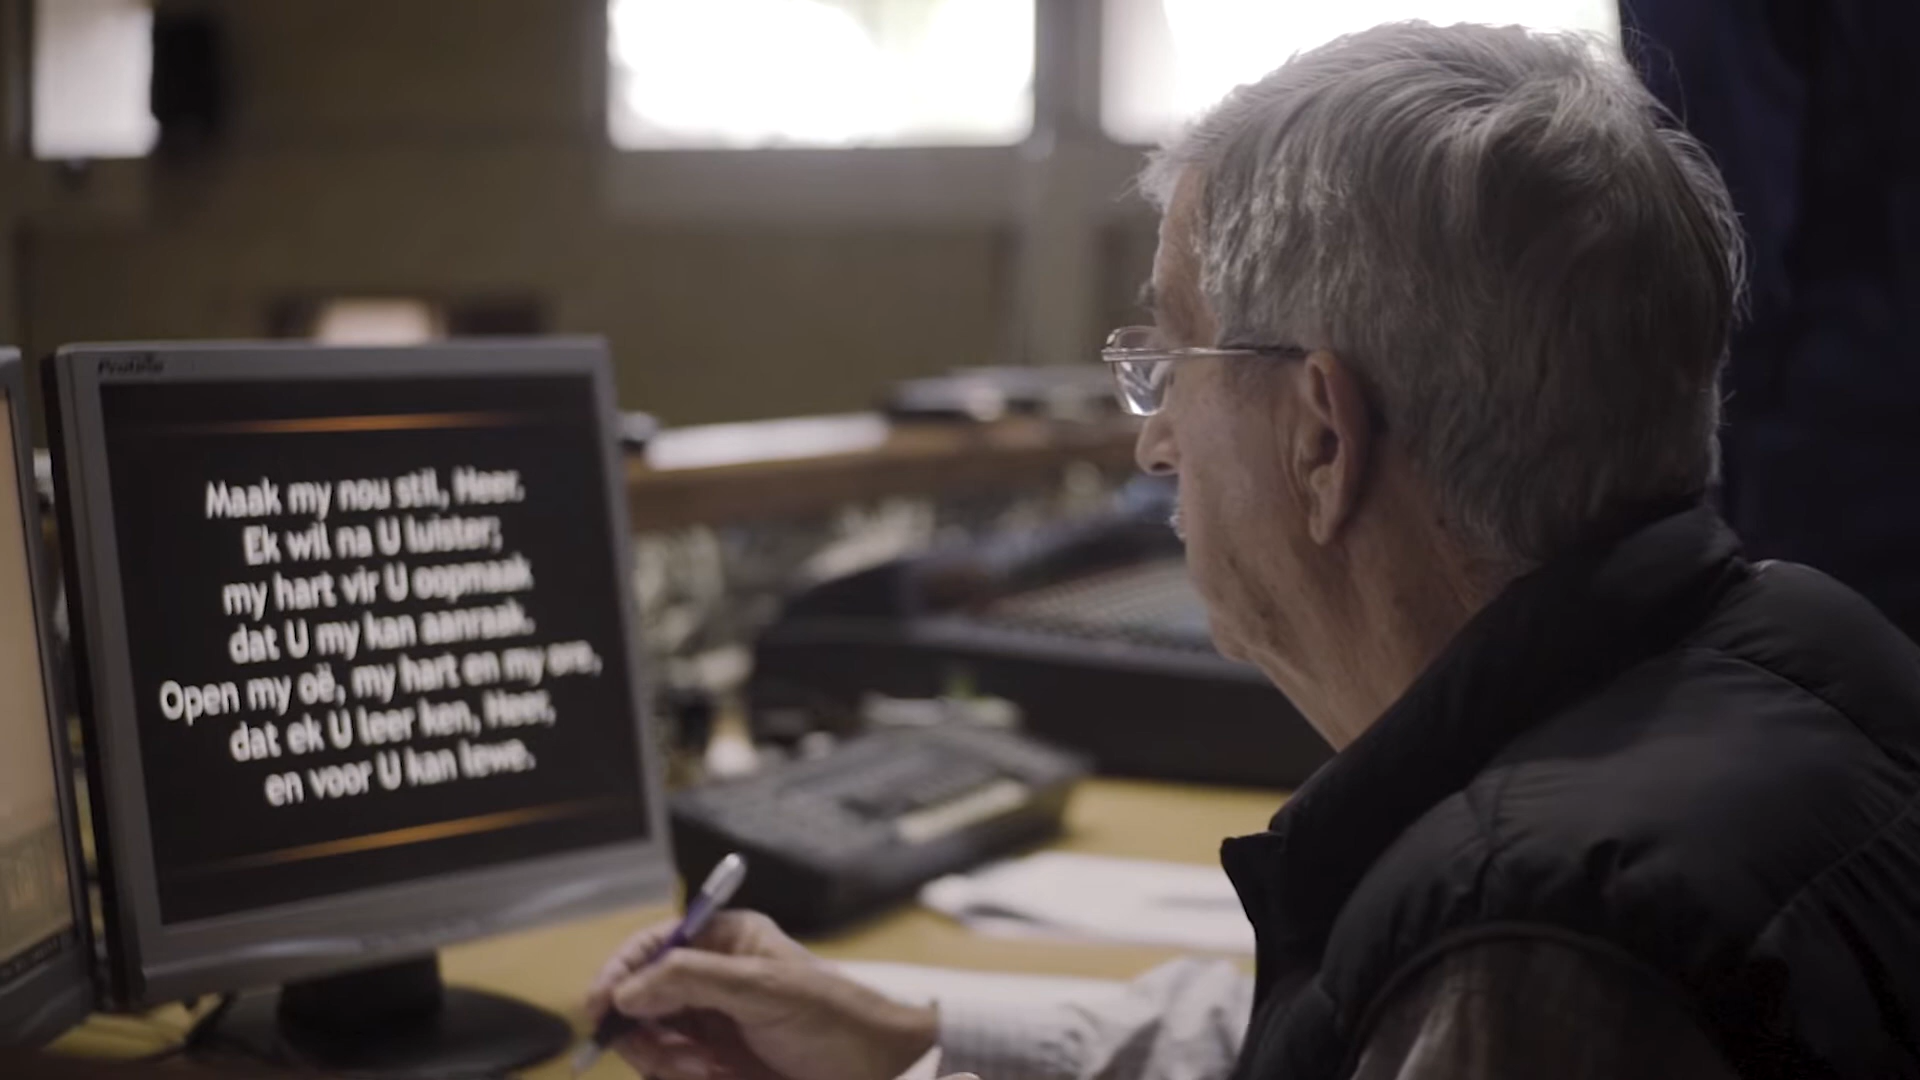 Proline
Maak my nou stil, Heer.
Ek wil na U luister;
my hart vir U oopmaak
dat U my kan aanraak.
Open my oë, my hart en my ore,
dat ek U leer ken, Heer,
en voor U kan lewe.